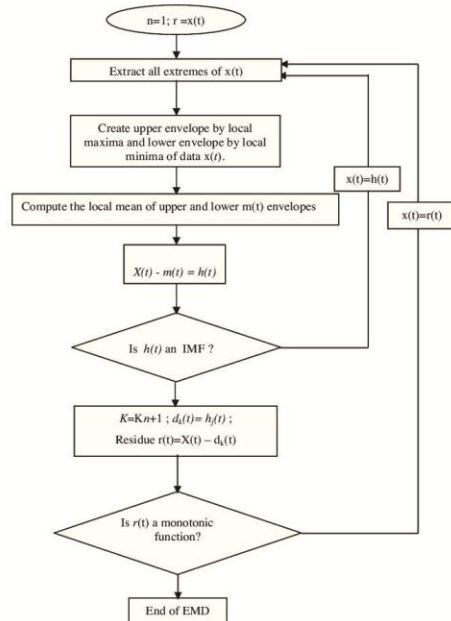 n=1; r =x(t)
Extract all extremes of x(t)
Create upper envelope by local
maxima and lower envelope by local
minima of data x(t).
x(t)=h(t)
x(t)=r(t)
Compute the local mean of upper and lower m(t) envelopes
X(t) - m(t) = h(t)
Is h(t) an IMF ?
K=Kn+1 ; dk(t)= hj(t) ;
Residue r(t)=X(t) – dk(t)
Is r(t) a monotonic
function?
End of EMD